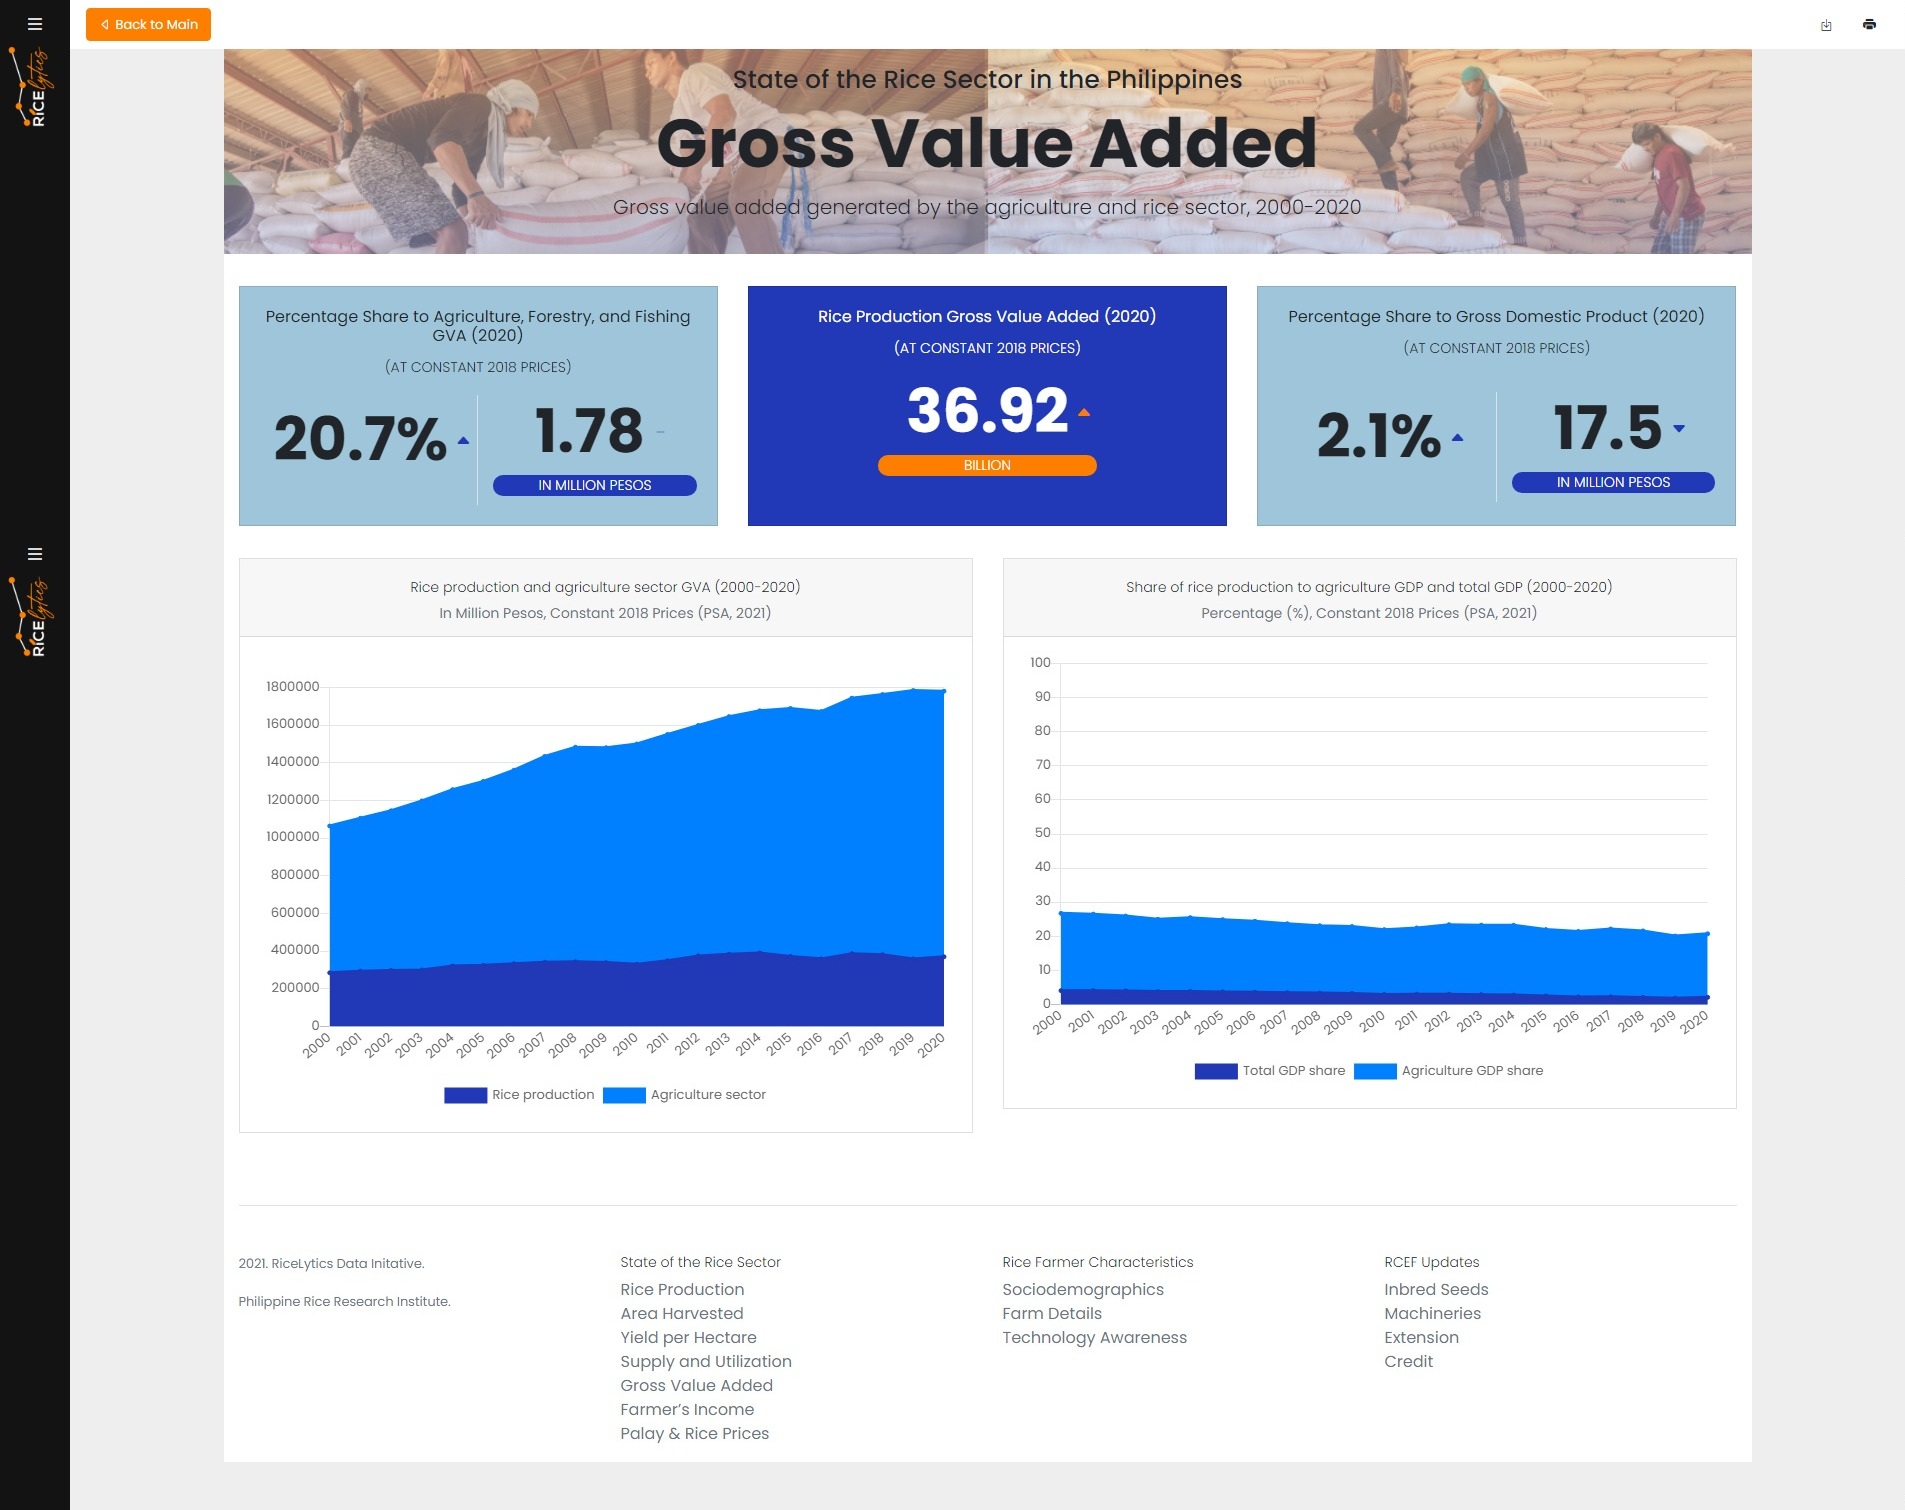 Back to Main
RiCE lytics
State of the Rice Sector in the Philippines
Gross Value Added
Gross value added generated by the agriculture and rice sector, 2000-2020
Percentage Share to Agriculture, Forestry, and Fishing
GVA (2020)
(AT CONSTANT 2018 PRICES)
20.7%
1.78 -
IN MILLION PESOS
Rice Production Gross Value Added (2020)
(AT CONSTANT 2018 PRICES)
36.92
BILLION
Percentage Share to Gross Domestic Product (2020)
(AT CONSTANT 2018 PRICES)
2.1%
17.5
IN MILLION PESOS
RiCE lytics
Rice production and agriculture sector GVA (2000-2020)
In Million Pesos, Constant 2018 Prices (PSA, 2021)
1800000
1600000
1400000
1200000
1000000
800000
600000
400000
200000
0
2000 2001 2002 2003 2004 2005 2006 2007 2008 2009 2010 2011 2012 2013 2014 2015 2016 2017 2018 2019 2020
Rice production Agriculture sector
Share of rice production to agriculture GDP and total GDP (2000-2020)
Percentage (%), Constant 2018 Prices (PSA, 2021)
100
90
80
70
60
50
40
30
20
10
0
2000 2001 2002 2003 2004 2005 2006 2007 2008 2009 2010 2011 2012 2013 2014 2015 2016 2017 2018 2019 2020
Total GDP share Agriculture GDP share
2021. RiceLytics Data Initative.
Philippine Rice Research Institute.
State of the Rice Sector
Rice Production
Area Harvested
Yield per Hectare
Supply and Utilization
Gross Value Added
Farmer’s Income
Palay & Rice Prices
Rice Farmer Characteristics
Sociodemographics
Farm Details
Technology Awareness
RCEF Updates
Inbred Seeds
Machineries
Extension
Credit